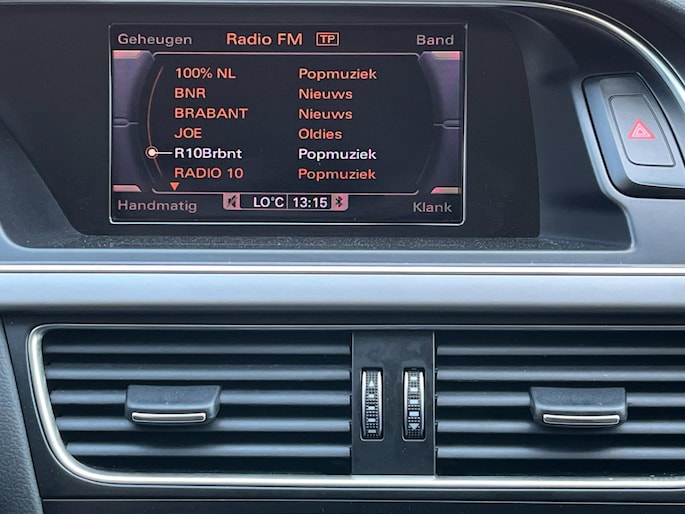 Geheugen Radio FM TP Band
100% NL Popmuziek
BNR Nieuws
BRABANT Nieuws
JOE Oldies
R10Brbnt Popmuziek
RADIO 10 Popmuziek
Handmatig LO°C 13:15 Klank